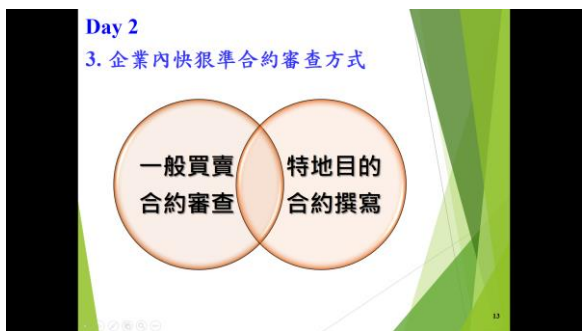 Day 2
3. 企業內快狠準合約審查方式
一般買賣
合約審查
特地目的
合約撰寫
13